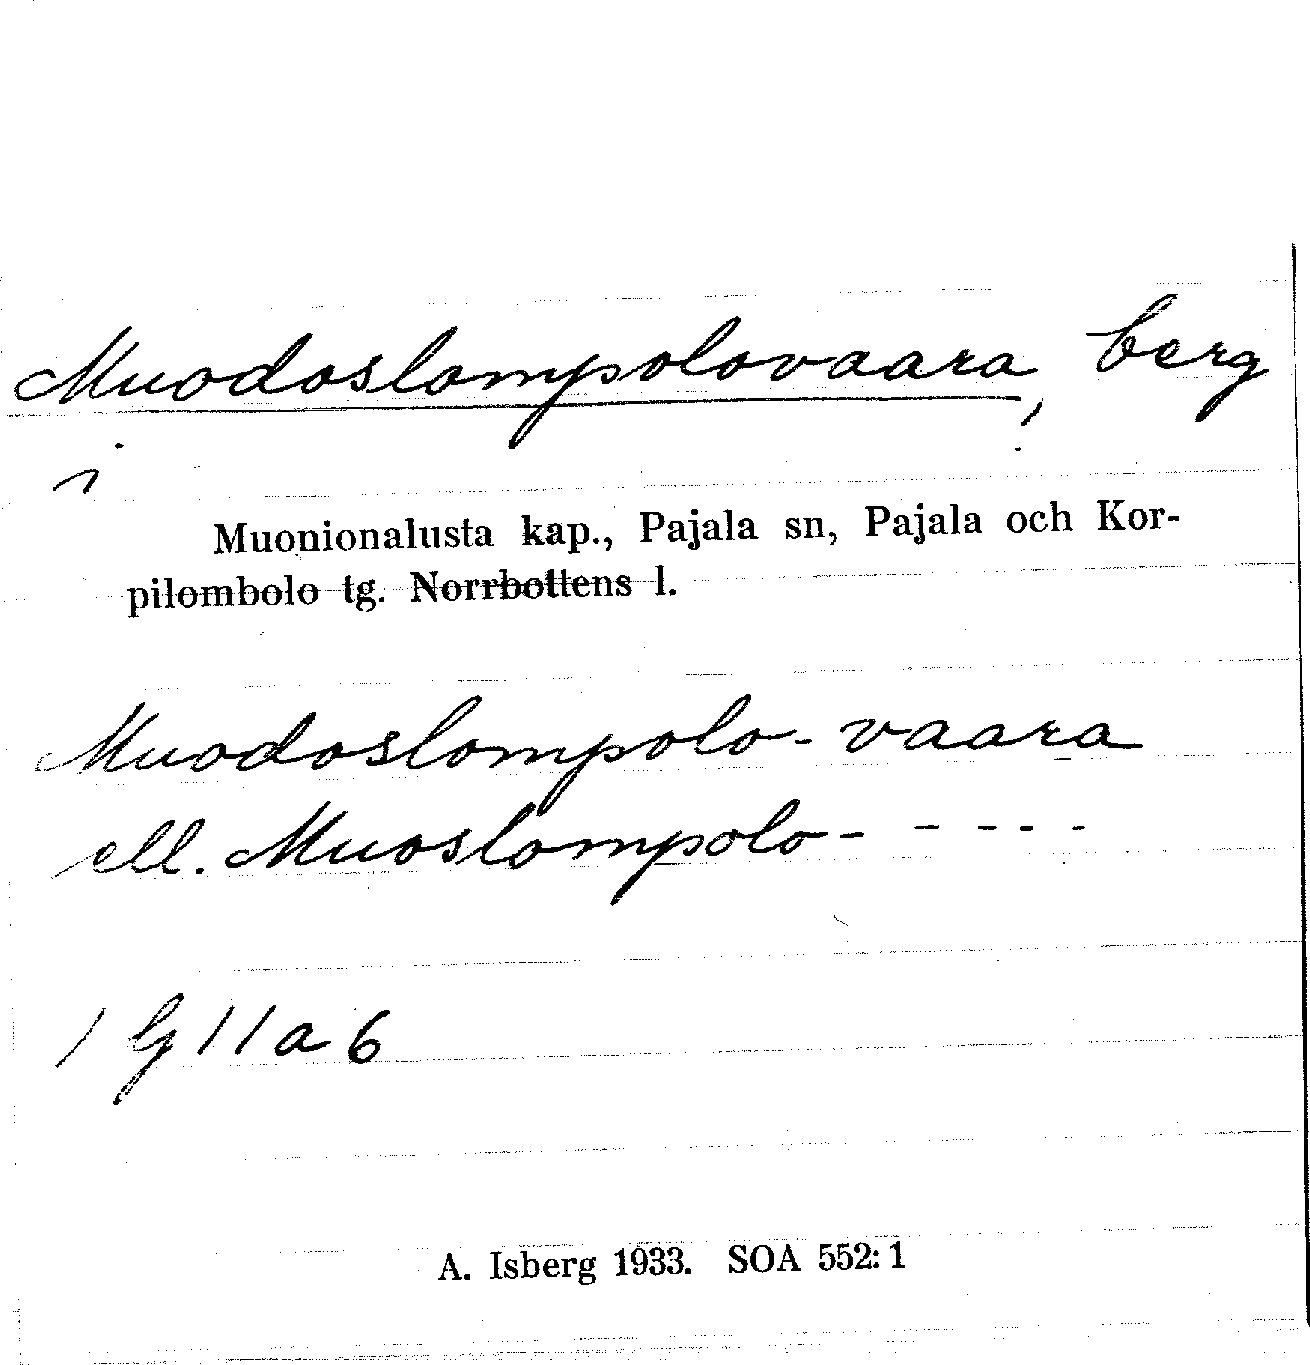 Muodoslompolovaara, berg
i
Muonionalusta kap., Pajala sn, Pajala och Kor-
pilombolo tg. Norrbottens l.
Muodoslompolo-vaara
ell. Muoslompolo- - - - -
1 G 11 a 6
A. Isberg 1933. SOA 552:1